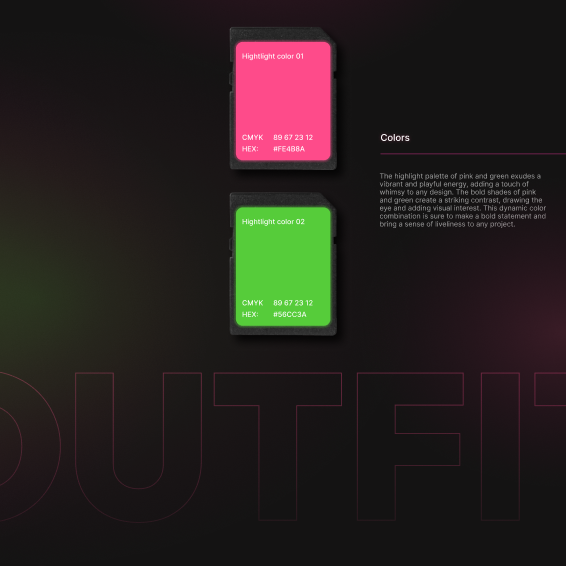 Hightlight color 01
CMYK 89 67 23 12
HEX: #FE4B8A
Colors
The highlight palette of pink and green exudes a
vibrant and playful energy, adding a touch of
whimsy to any design. The bold shades of pink
and green create a striking contrast, drawing the
eye and adding visual interest. This dynamic color
combination is sure to make a bold statement and
bring a sense of liveliness to any project.
Hightlight color 02
CMYK 89 67 23 12
HEX: #56CC3A
OUTFIT